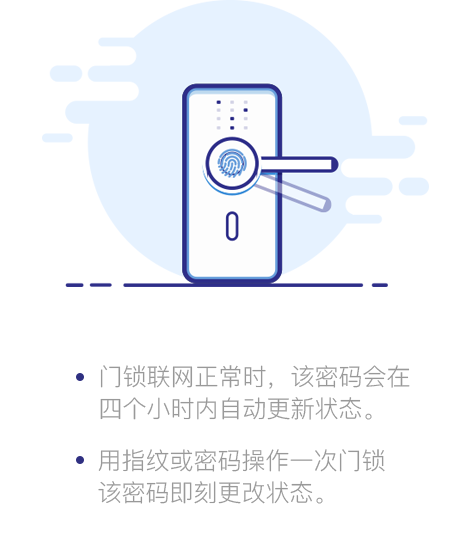 门锁联网正常时，该密码会在
四个小时内自动更新状态。
用指纹或密码操作一次门锁
该密码即刻更改状态。